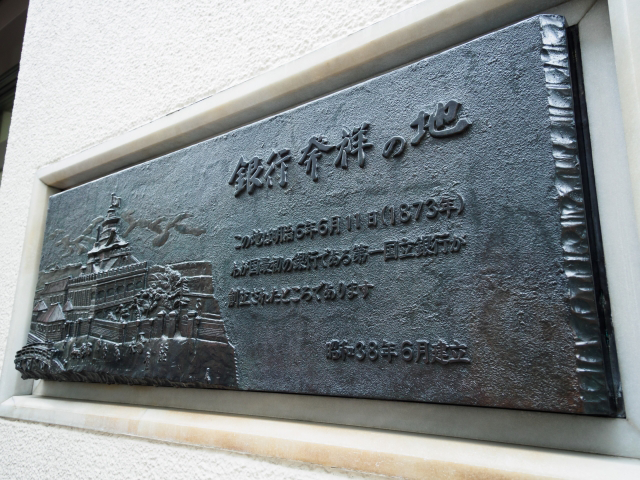 銀行発祥の地
この地は明治6年6月11日(1873年)
わが国最初の銀行である第一国立銀行が
創立されたところであります
昭和38年6月建立